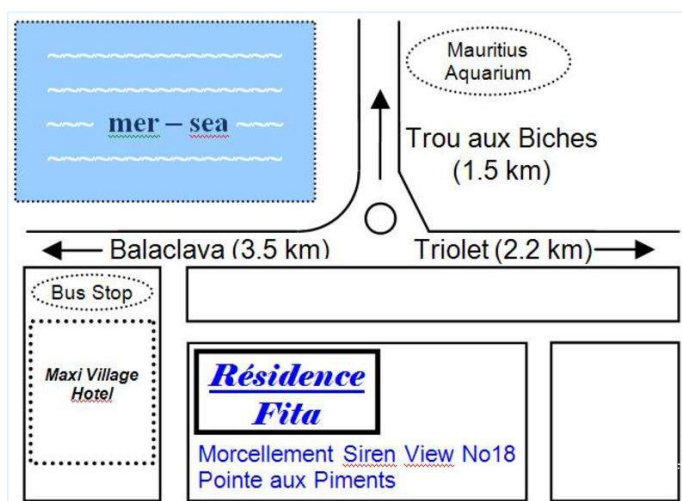 Mauritius
Aquarium
mer – sea
Trou aux Biches
(1.5 km)
Balaclava (3.5 km)
Triolet (2.2 km)
Bus Stop
Maxi Village
Hotel
Résidence
Fita
Morcellement Siren View No18
Pointe aux Piments